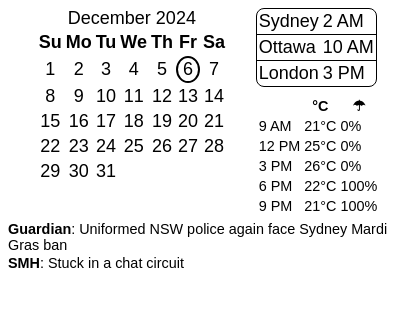 December 2024
Su Mo Tu We Th Fr Sa
1 2 3 4 5 6 7
8 9 10 11 12 13 14
15 16 17 18 19 20 21
22 23 24 25 26 27 28
29 30 31
Sydney 2 AM
Ottawa 10 AM
London 3 PM
°C ☂
9 AM 21°C 0%
12 PM 25°C 0%
3 PM 26°C 0%
6 PM 22°C 100%
9 PM 21°C 100%
Guardian: Uniformed NSW police again face Sydney Mardi
Gras ban
SMH: Stuck in a chat circuit